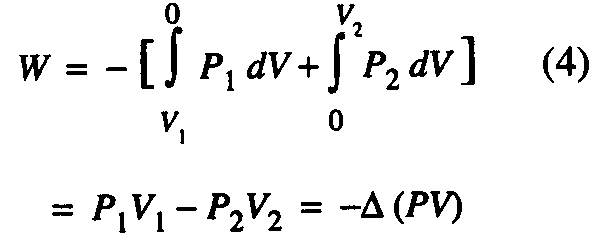 W = − [ ∫_{V_1}^{0} P_1 dV + ∫_{0}^{V_2} P_2 dV ] (4)
= P_1V_1 − P_2V_2 = −Δ (PV)